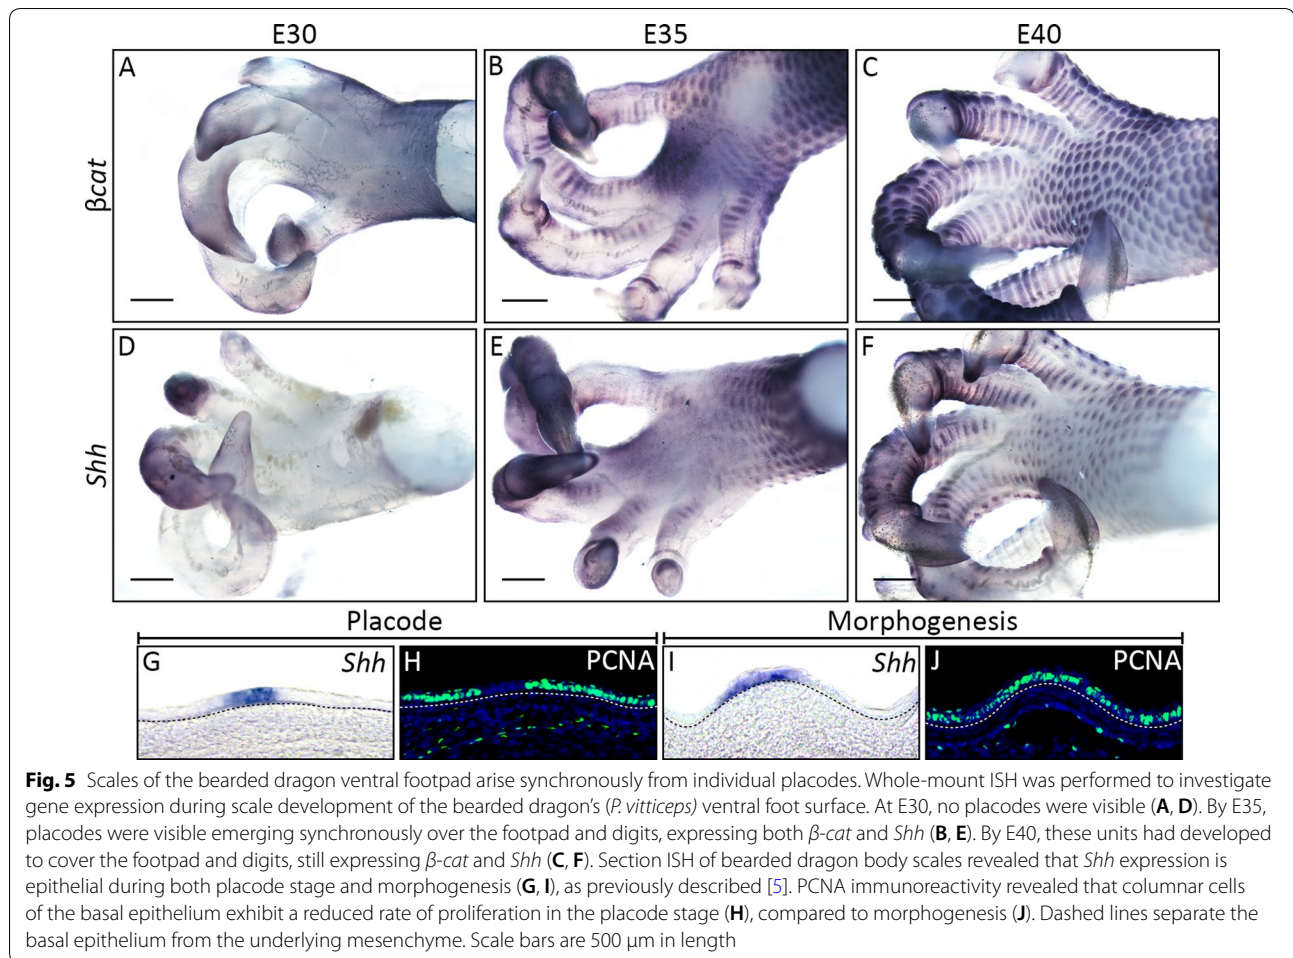 E30 E35 E40
A B C
βcat
D E F
Shh
Placode Morphogenesis
G Shh H PCNA I Shh J PCNA
Fig. 5 Scales of the bearded dragon ventral footpad arise synchronously from individual placodes. Whole-mount ISH was performed to investigate
gene expression during scale development of the bearded dragon's (P. vitticeps) ventral foot surface. At E30, no placodes were visible (A, D). By E35,
placodes were visible emerging synchronously over the footpad and digits, expressing both β-cat and Shh (B, E). By E40, these units had developed
to cover the footpad and digits, still expressing β-cat and Shh (C, F). Section ISH of bearded dragon body scales revealed that Shh expression is
epithelial during both placode stage and morphogenesis (G, I), as previously described [5]. PCNA immunoreactivity revealed that columnar cells
of the basal epithelium exhibit a reduced rate of proliferation in the placode stage (H), compared to morphogenesis (J). Dashed lines separate the
basal epithelium from the underlying mesenchyme. Scale bars are 500 μm in length